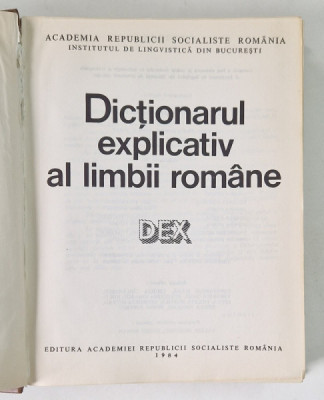 ACADEMIA REPUBLICII SOCIALISTE ROMÂNIA
INSTITUTUL DE LINGVISTICĂ DIN BUCUREȘTI
Dicționarul
explicativ
al limbii române
DEX
EDITURA ACADEMIEI REPUBLICII SOCIALISTE ROMÂNIA
1984